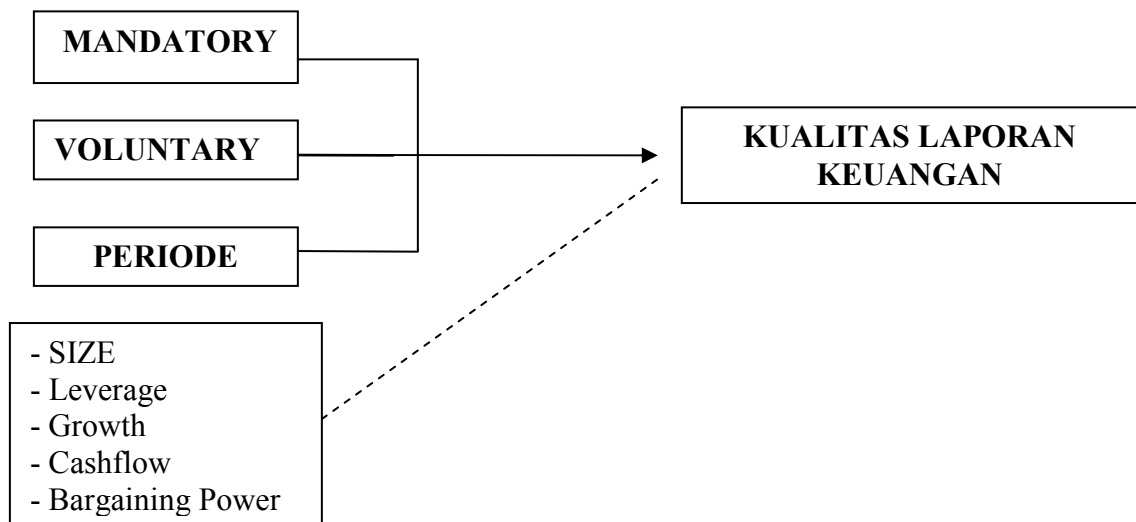 MANDATORY
VOLUNTARY
PERIODE
- SIZE
- Leverage
- Growth
- Cashflow
- Bargaining Power
KUALITAS LAPORAN
KEUANGAN